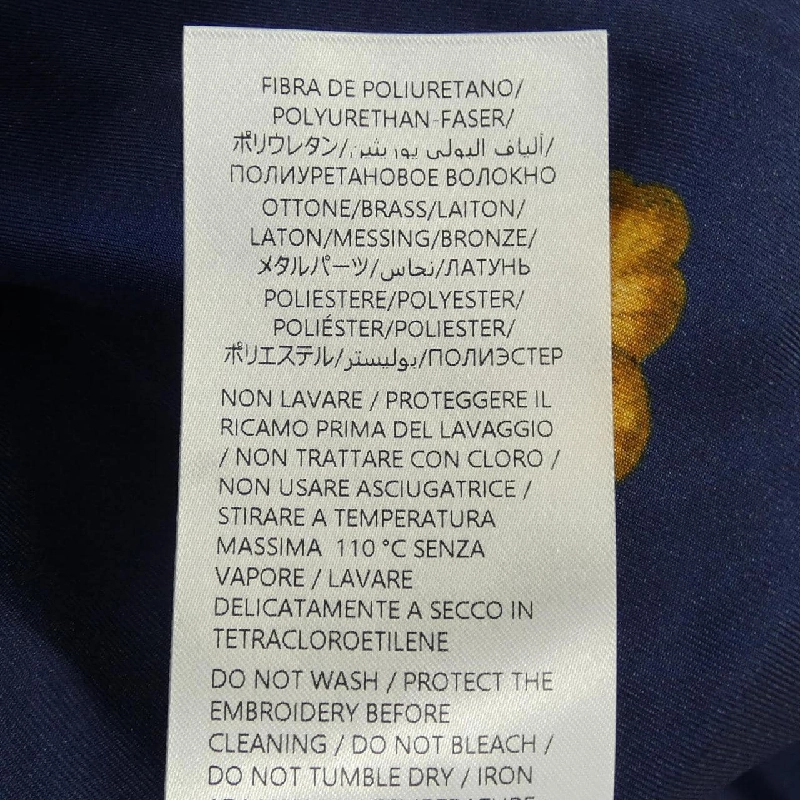 FIBRA DE POLIURETANO/
POLYURETHAN-FASER/
ポリウレタン/ألياف البولي
ПОЛИУРЕТАНОВОЕ ВОЛОКНО
OTTONE/BRASS/LAITON/
LATON/MESSING/BRONZE/
メタルパーツ/نحاس/ЛАТУНЬ
POLIESTERE/POLYESTER/
POLIÉSTER/POLIESTER/
ポリエステル/بوليستر/ПОЛИЭСТЕР
NON LAVARE / PROTEGGERE IL
RICAMO PRIMA DEL LAVAGGIO
/ NON TRATTARE CON CLORO /
NON USARE ASCIUGATRICE /
STIRARE A TEMPERATURA
MASSIMA 110 °C SENZA
VAPORE / LAVARE
DELICATAMENTE A SECCO IN
TETRACLOROETILENE
DO NOT WASH / PROTECT THE
EMBROIDERY BEFORE
CLEANING / DO NOT BLEACH /
DO NOT TUMBLE DRY / IRON